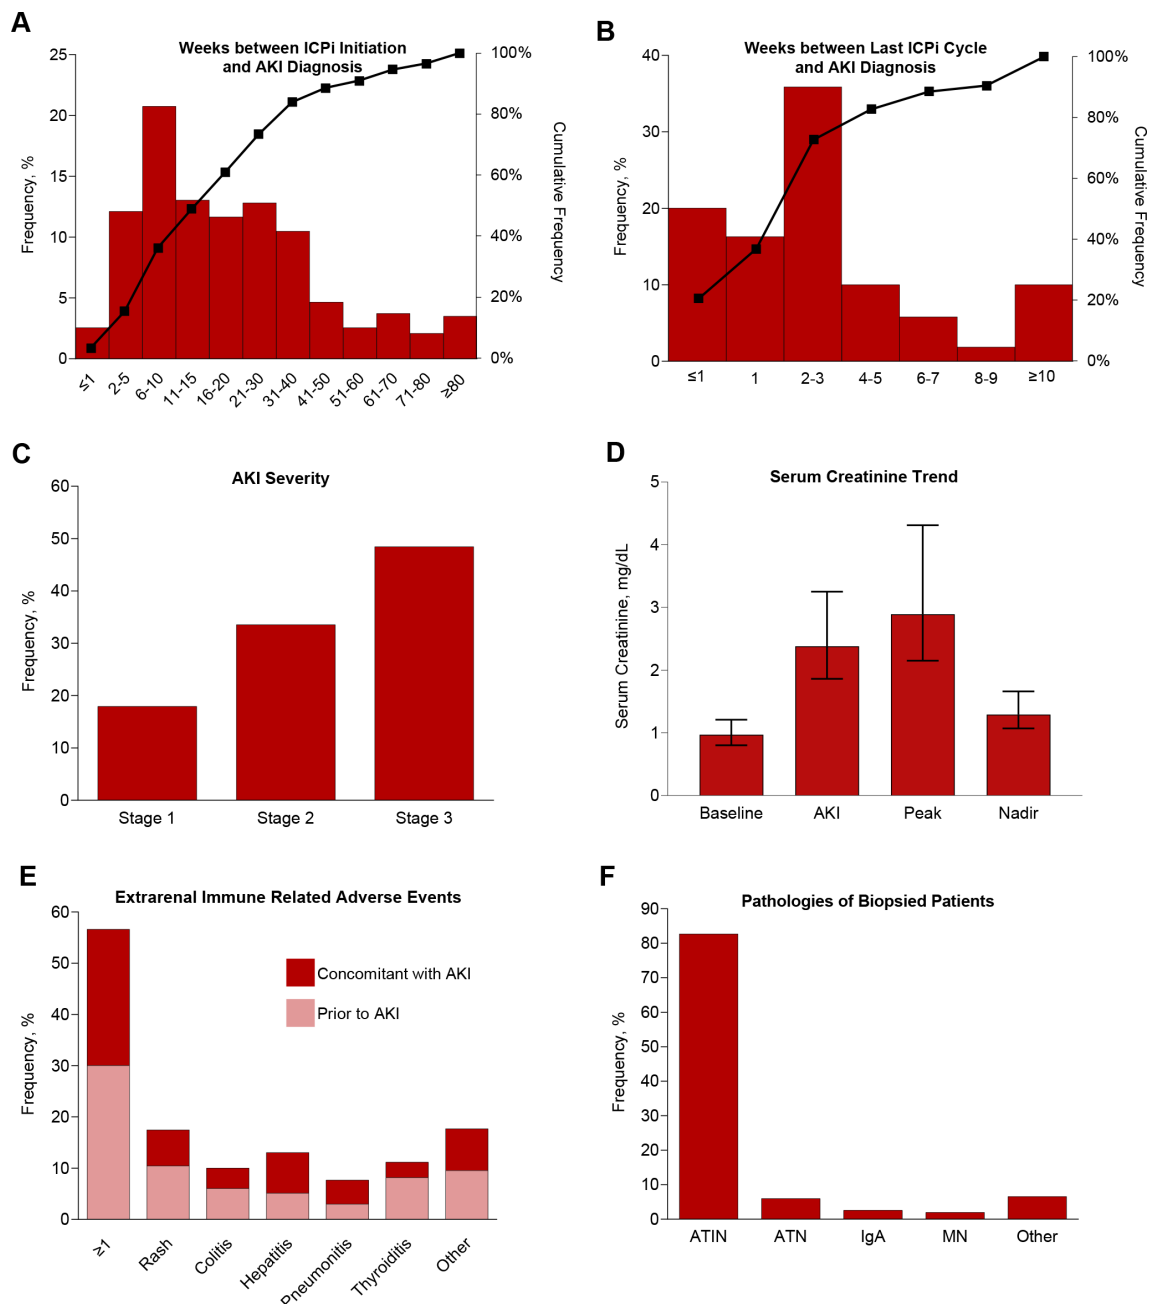 A
Weeks between ICPi Initiation
and AKI Diagnosis
Frequency, %
25
20
15
10
5
0
100%
80%
60%
40%
20%
0%
Cumulative Frequency
≤1
2-5
6-10
11-15
16-20
21-30
31-40
41-50
51-60
61-70
71-80
≥80
B
Weeks between Last ICPi Cycle
and AKI Diagnosis
Frequency, %
40
30
20
10
0
100%
80%
60%
40%
20%
0%
Cumulative Frequency
≤1 1 2-3 4-5 6-7 8-9 ≥10
C
AKI Severity
Frequency, %
60
50
40
30
20
10
0
Stage 1 Stage 2 Stage 3
D
Serum Creatinine Trend
Serum Creatinine, mg/dL
5
4
3
2
1
0
Baseline AKI Peak Nadir
E
Extrarenal Immune Related Adverse Events
Frequency, %
60
50
40
30
20
10
0
Concomitant with AKI
Prior to AKI
≥1
Rash
Colitis
Hepatitis
Pneumonitis
Thyroiditis
Other
F
Pathologies of Biopsied Patients
Frequency, %
90
80
70
60
50
40
30
20
10
0
ATIN ATN IgA MN Other